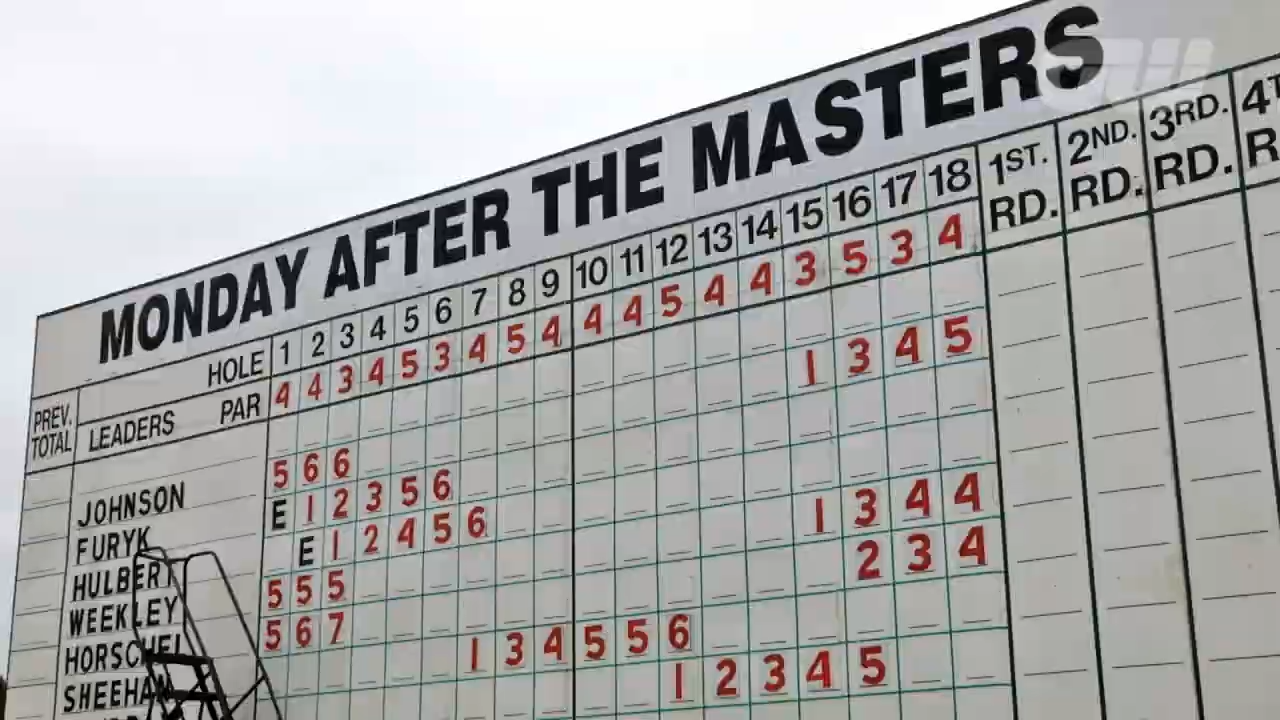 MONDAY AFTER THE MASTERS
HOLE 1 2 3 4 5 6 7 8 9 10 11 12 13 14 15 16 17 18 1ST. RD. 2ND. RD. 3RD. RD.
PREV. TOTAL LEADERS PAR 4 4 3 4 5 3 4 5 4 4 4 5 4 4 3 5 3 4
JOHNSON 5 6 6 1 3 4 5
FURYK E 1 2 3 5 6
HULBERT E 1 2 4 5 6
WEEKLEY 5 5 5 1 3 4 4
HORSCHEL 5 6 7 2 3 4
SHEEHAN 1 3 4 5 5 6
1 2 3 4 5